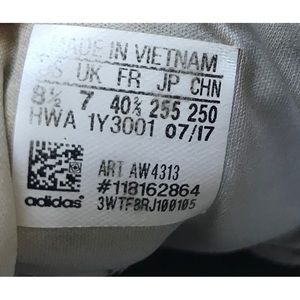 MADE IN VIETNAM
US UK FR JP CHN
8½ 7 40⅔ 255 250
HWA 1Y3001 07/17
ART AW4313
#118162864
adidas 3WTF8RJ100105